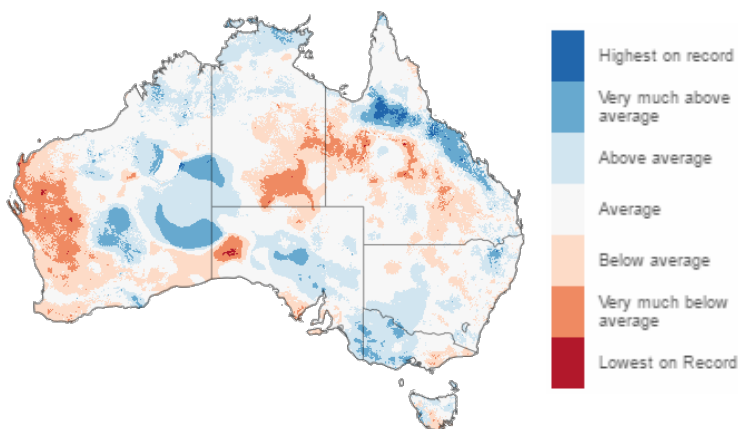 Highest on record
Very much above
average
Above average
Average
Below average
Very much below
average
Lowest on Record